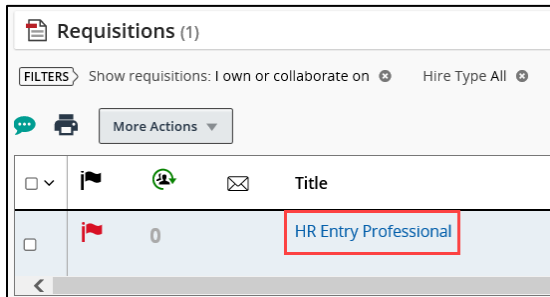 Requisitions (1)
FILTERS Show requisitions: I own or collaborate on Hire Type All
More Actions
Title
0 HR Entry Professional